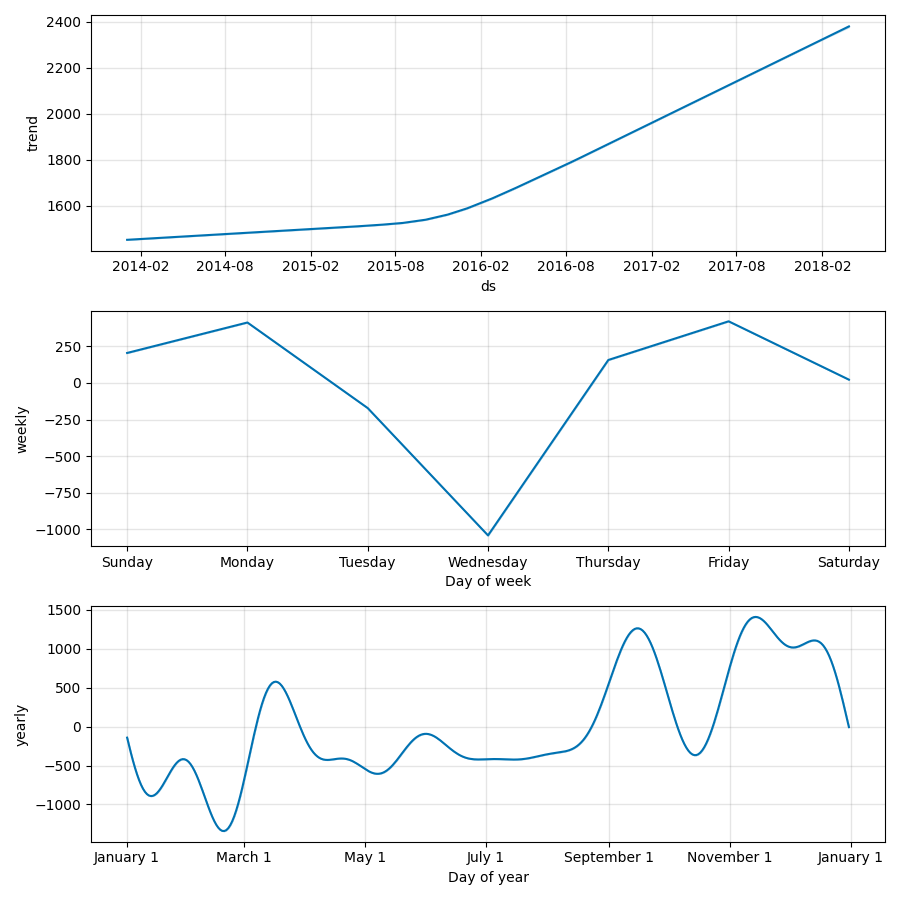 2400
2200
2000
1800
1600
trend
2014-02 2014-08 2015-02 2015-08 2016-02 2016-08 2017-02 2017-08 2018-02
ds
250
0
−250
−500
−750
−1000
weekly
Sunday Monday Tuesday Wednesday Thursday Friday Saturday
Day of week
1500
1000
500
0
−500
−1000
yearly
January 1 March 1 May 1 July 1 September 1 November 1 January 1
Day of year